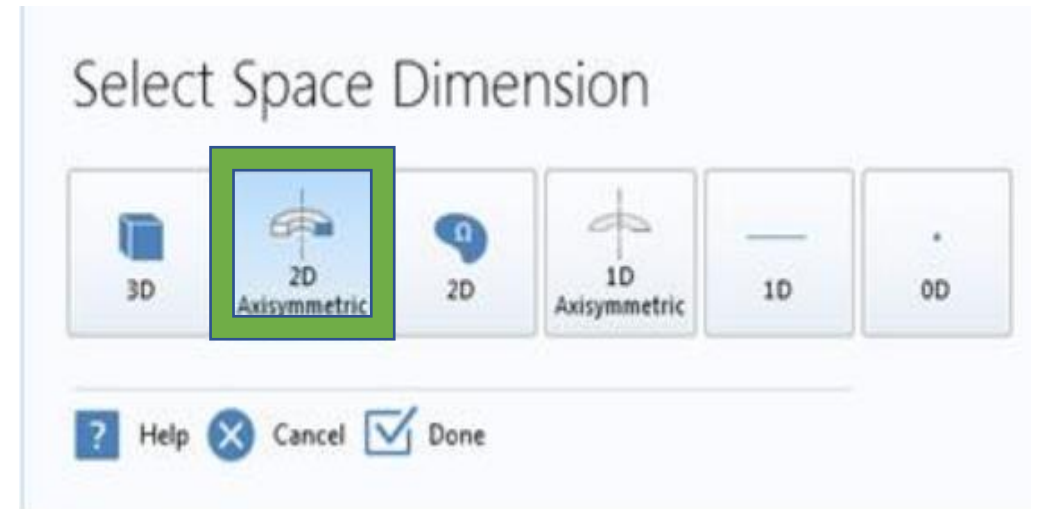 Select Space Dimension
3D
2D
Axisymmetric
Ω
2D
1D
Axisymmetric
1D
0D
? Help Cancel Done